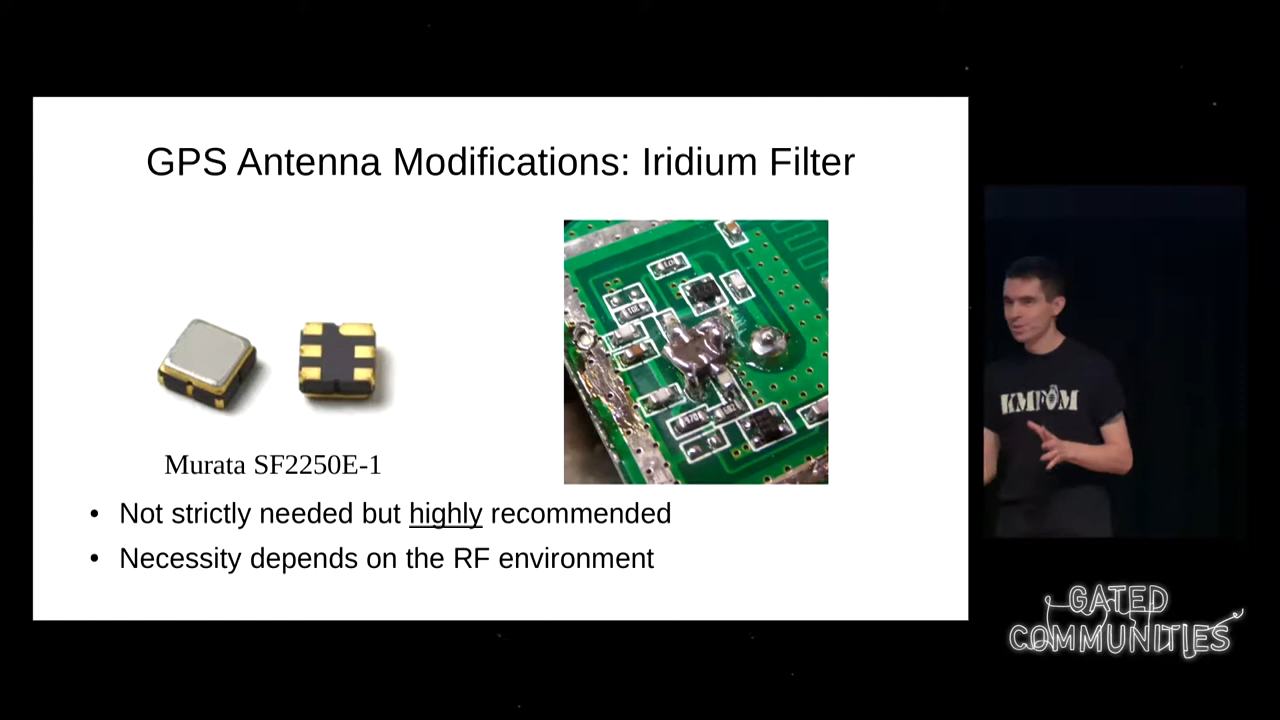 GPS Antenna Modifications: Iridium Filter
Murata SF2250E-1
• Not strictly needed but highly recommended
• Necessity depends on the RF environment
GATED
COMMUNITIES